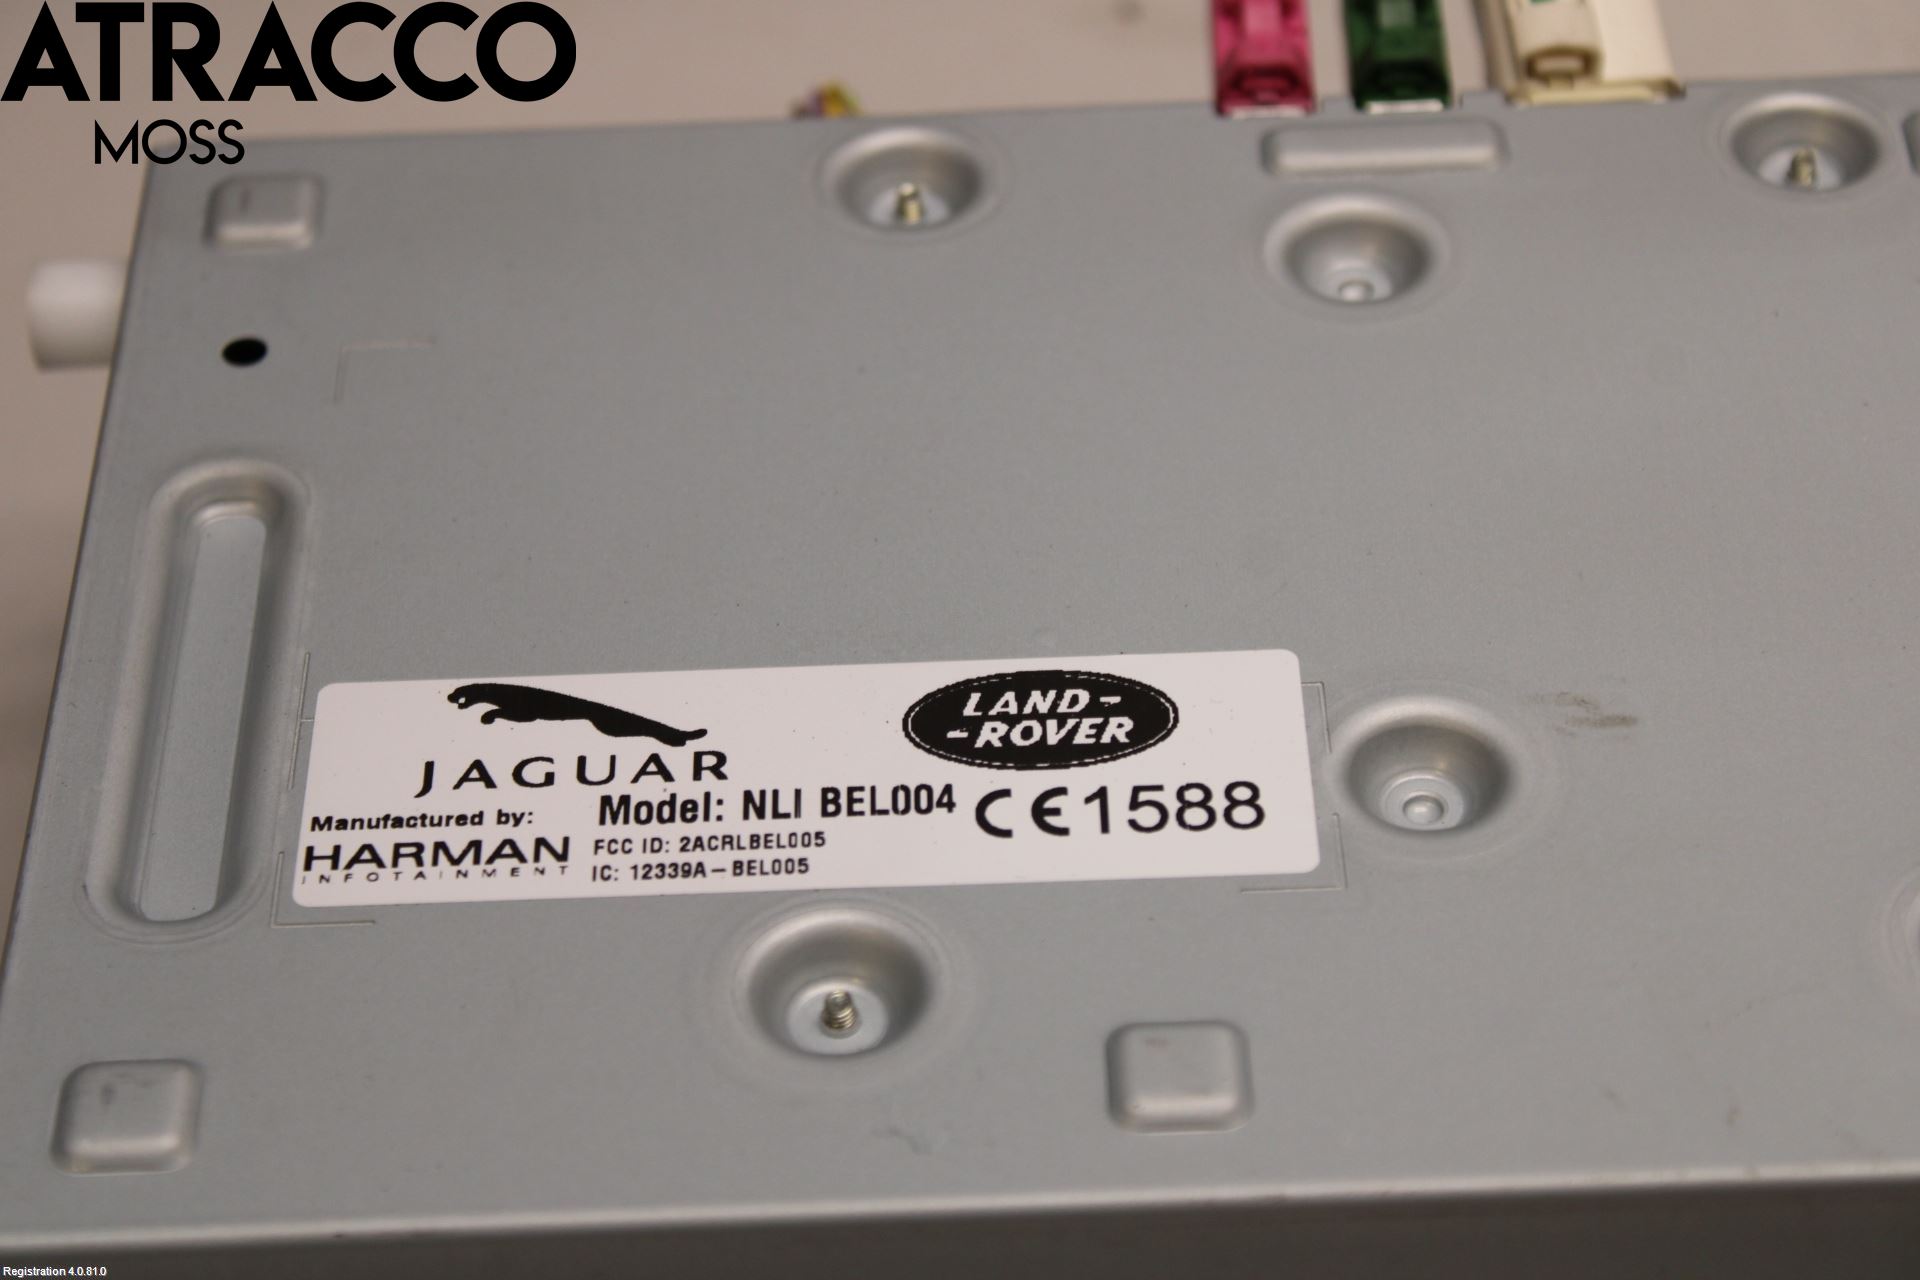 ATRACCO
MOSS
JAGUAR
LAND-
-ROVER
Manufactured by:
HARMAN
INFOTAINMENT
Model: NLI BEL004
FCC ID: 2ACRLBEL005
IC: 12339A-BEL005
CE1588
Registration 4.0.81.0